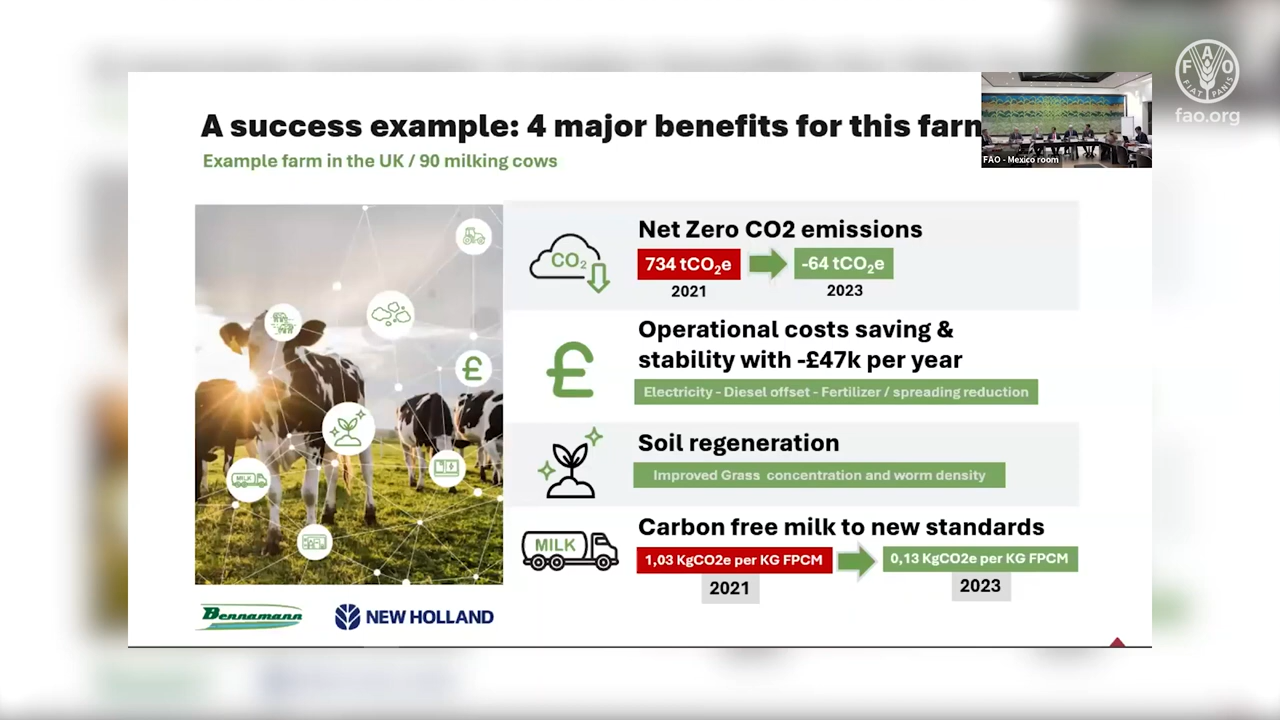 FAO
FIAT PANIS
fao.org
A success example: 4 major benefits for this farm
Example farm in the UK / 90 milking cows
FAO - Mexico room
CO₂
Net Zero CO2 emissions
734 tCO₂e
-64 tCO₂e
2021
2023
£
Operational costs saving &
stability with -£47k per year
Electricity - Diesel offset - Fertilizer / spreading reduction
£
Soil regeneration
Improved Grass concentration and worm density
MILK
MILK
Carbon free milk to new standards
1,03 KgCO2e per KG FPCM
0,13 KgCO2e per KG FPCM
2021
2023
Bennamann
NEW HOLLAND